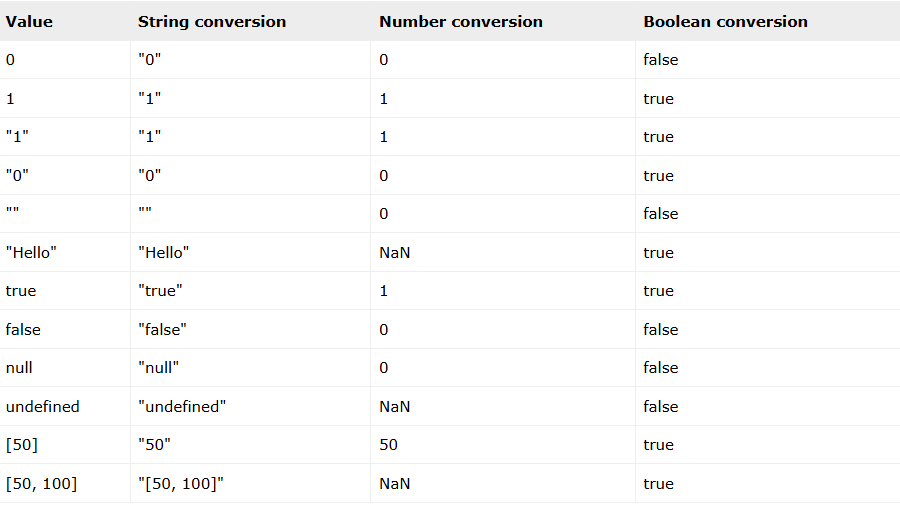 Value String conversion Number conversion Boolean conversion
0 "0" 0 false
1 "1" 1 true
"1" "1" 1 true
"0" "0" 0 true
"" "" 0 false
"Hello" "Hello" NaN true
true "true" 1 true
false "false" 0 false
null "null" 0 false
undefined "undefined" NaN false
[50] "50" 50 true
[50, 100] "[50, 100]" NaN true